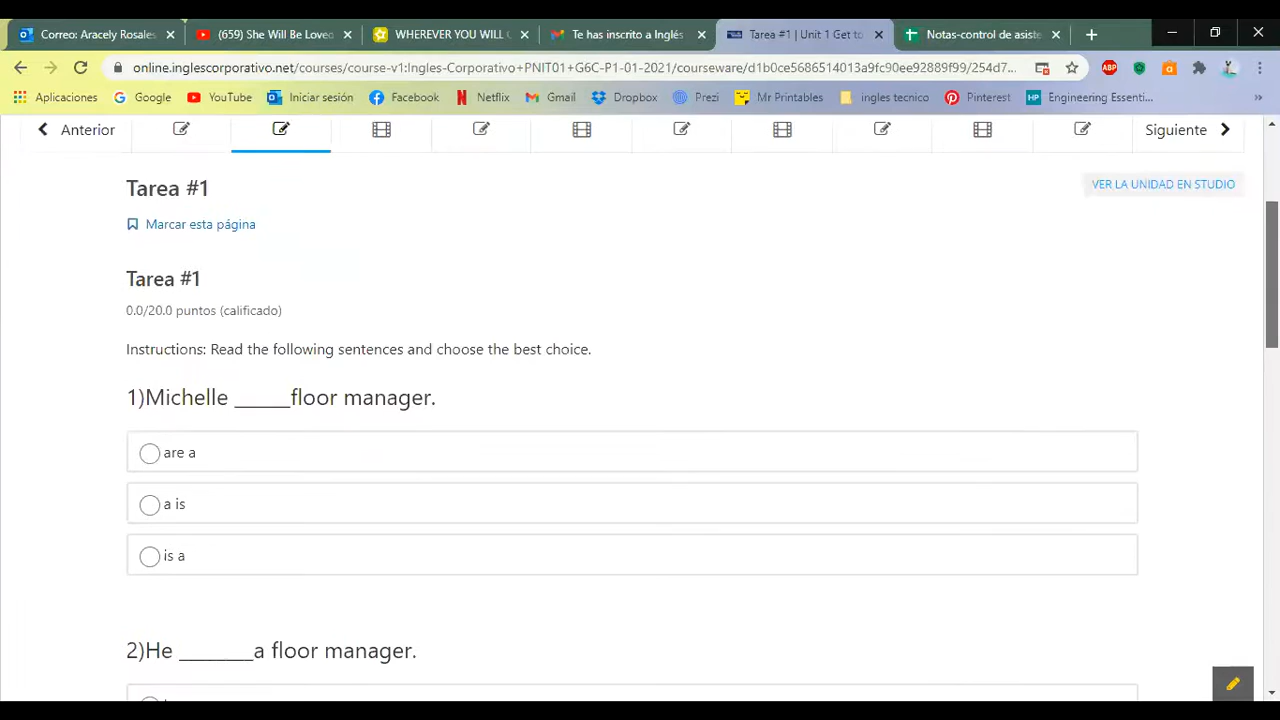 Correo: Aracely Rosales
(659) She Will Be Loved
WHEREVER YOU WILL G
Te has inscrito a Inglés
Tarea #1 | Unit 1 Get to
Notas-control de asiste
online.inglescorporativo.net/courses/course-v1:Ingles-Corporativo+PNIT01+G6C-P1-01-2021/courseware/d1b0ce5686514013a9fc90ee92889f99/254d7...
Aplicaciones
Google
YouTube
Iniciar sesión
Facebook
Netflix
Gmail
Dropbox
Prezi
Mr Printables
ingles tecnico
Pinterest
Engineering Essenti...
Anterior
Siguiente
Tarea #1
VER LA UNIDAD EN STUDIO
Marcar esta página
Tarea #1
0.0/20.0 puntos (calificado)
Instructions: Read the following sentences and choose the best choice.
1)Michelle ______floor manager.
are a
a is
is a
2)He ________a floor manager.